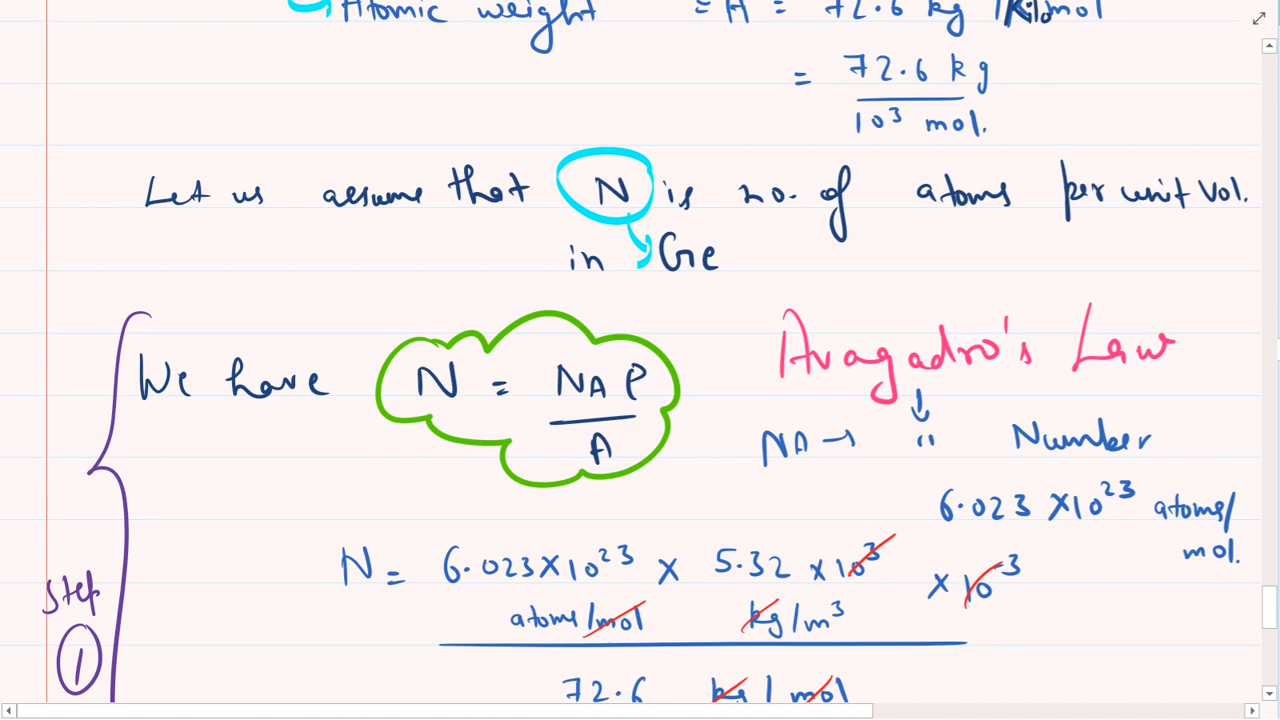 Atomic weight = A = 72.6 kg / Kilomol
= 72.6 kg
10³ mol.
Let us assume that N is no. of atoms per unit Vol.
in Ge
Avagadro's Law
We have N = NA ρ
A
NA → " Number
6.023 × 10²³ atoms/
mol.
N = 6.023 × 10²³ × 5.32 × 10³ × 10⁻³
atoms/mol kg/m³
Step
1
72.6 kg / mol